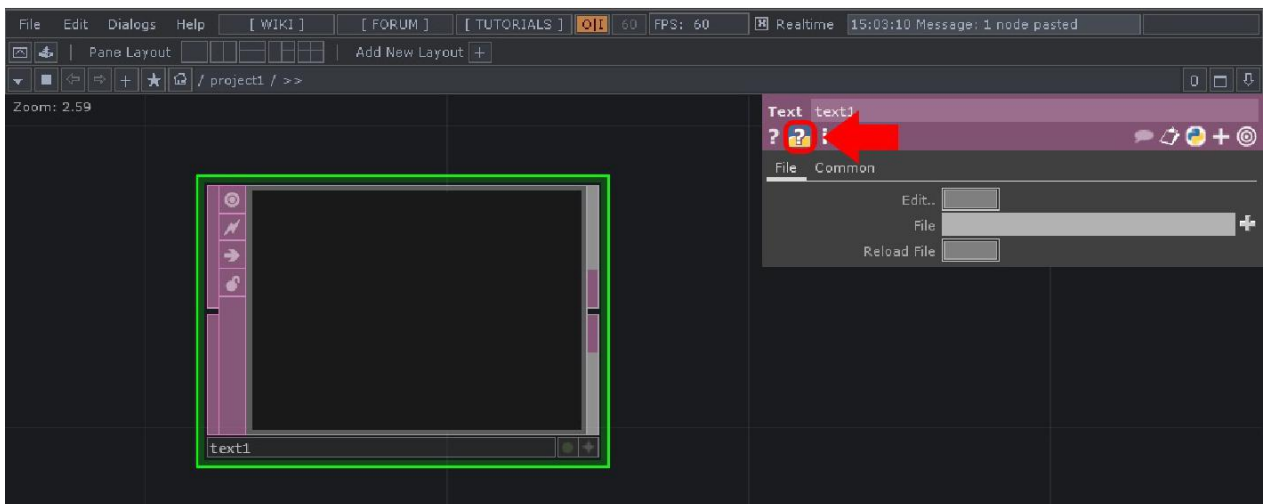 File Edit Dialogs Help [ WIKI ] [ FORUM ] [ TUTORIALS ] O|I 60 FPS: 60 Realtime 15:03:10 Message: 1 node pasted
Pane Layout Add New Layout +
/ project1 / >> 0
Zoom: 2.59
Text text1
? ? i
File Common
Edit..
File
Reload File
text1